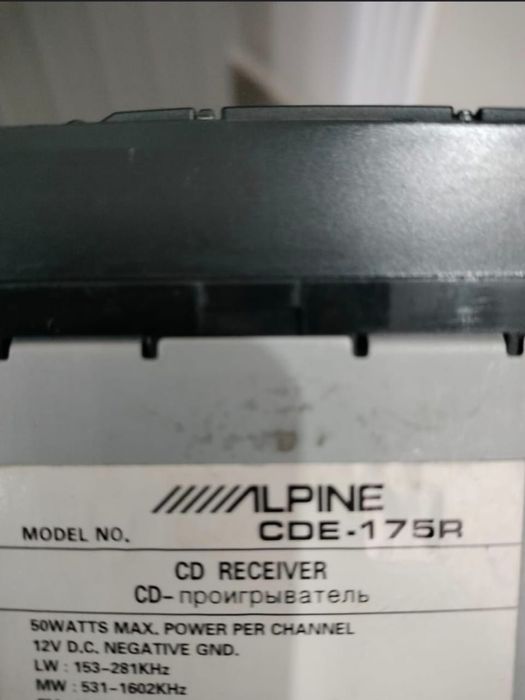 ALPINE
MODEL NO. CDE-175R
CD RECEIVER
CD-проигрыватель
50WATTS MAX. POWER PER CHANNEL
12V D.C. NEGATIVE GND.
LW : 153-281KHz
MW : 531-1602KHz